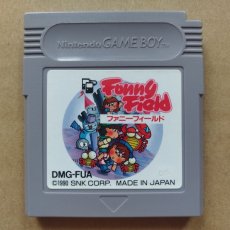 Nintendo GAME BOY
Funny
Field
ファニーフィールド
DMG-FUA
©1990 SNK CORP. MADE IN JAPAN